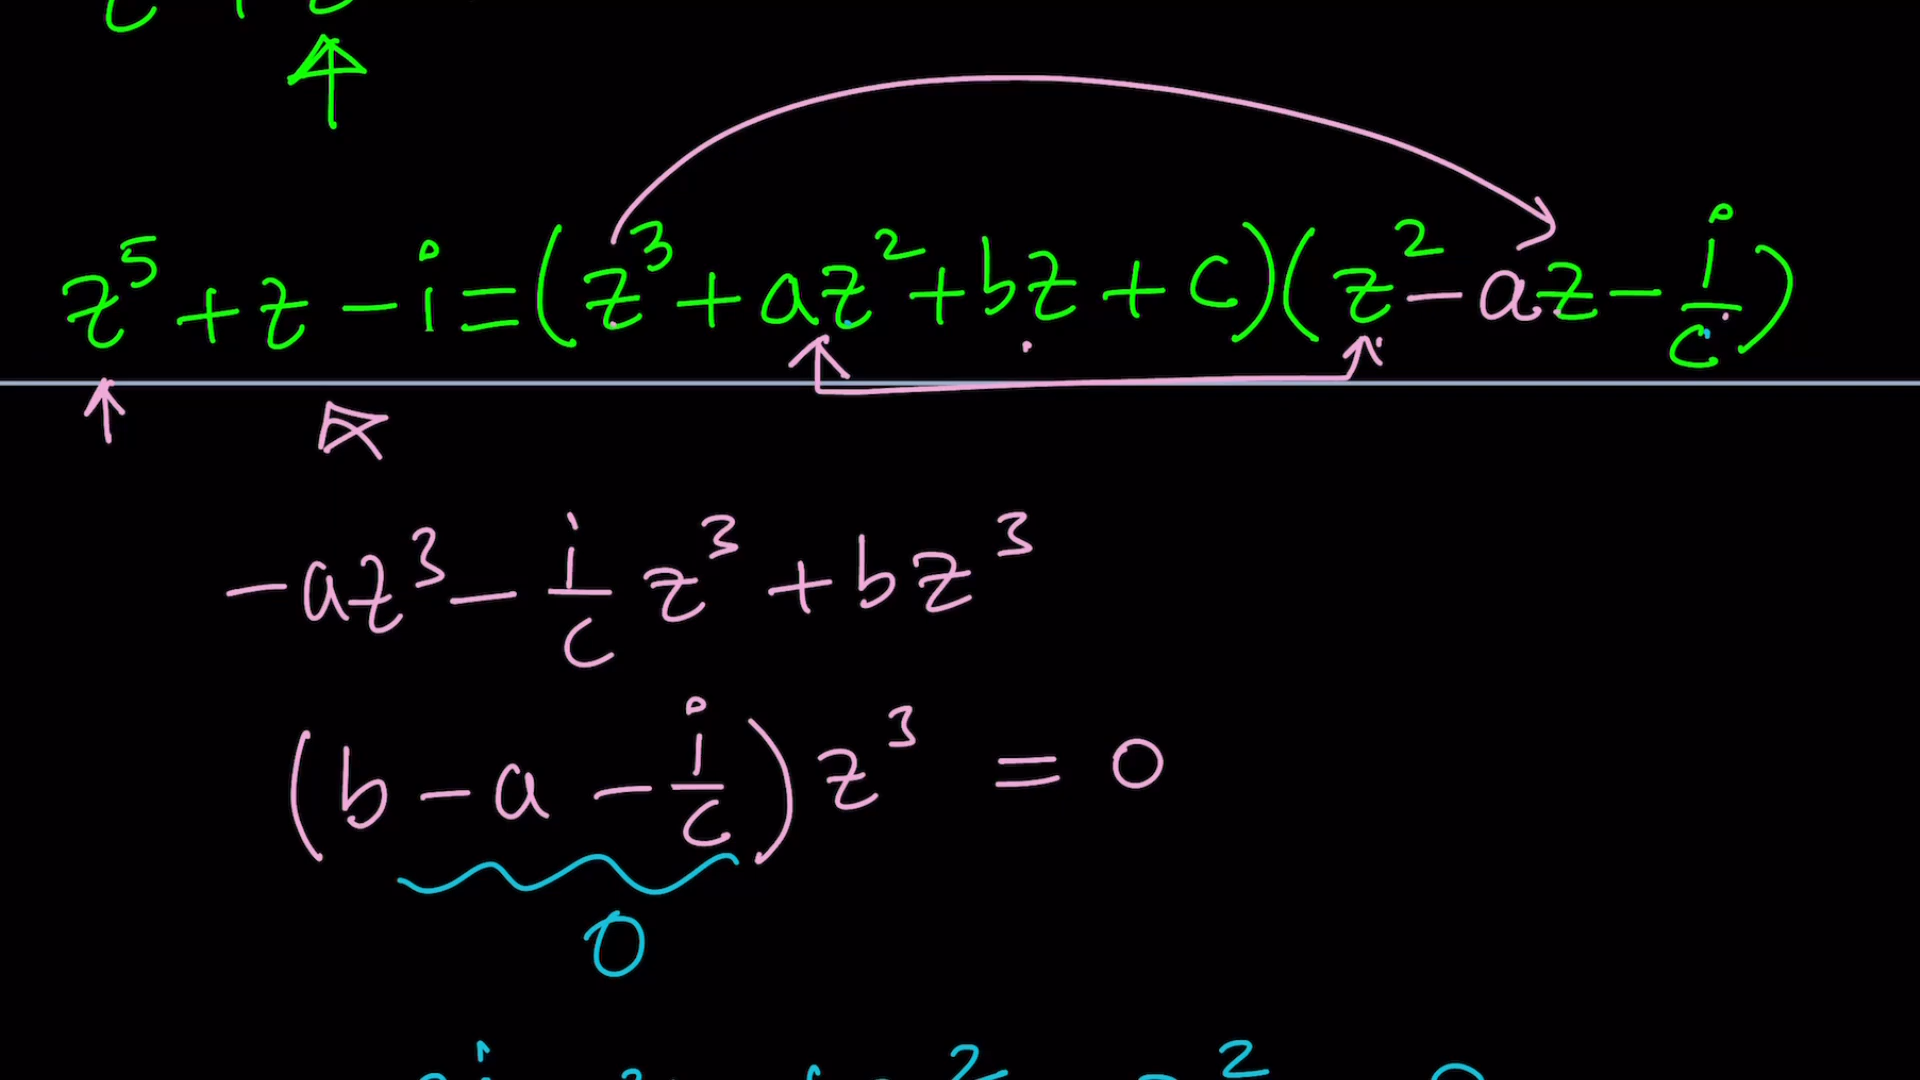 z⁵ + z − i = (z³ + az² + bz + c)(z² − az − i/c)
−az³ − i/c z³ + bz³
(b − a − i/c) z³ = 0
0